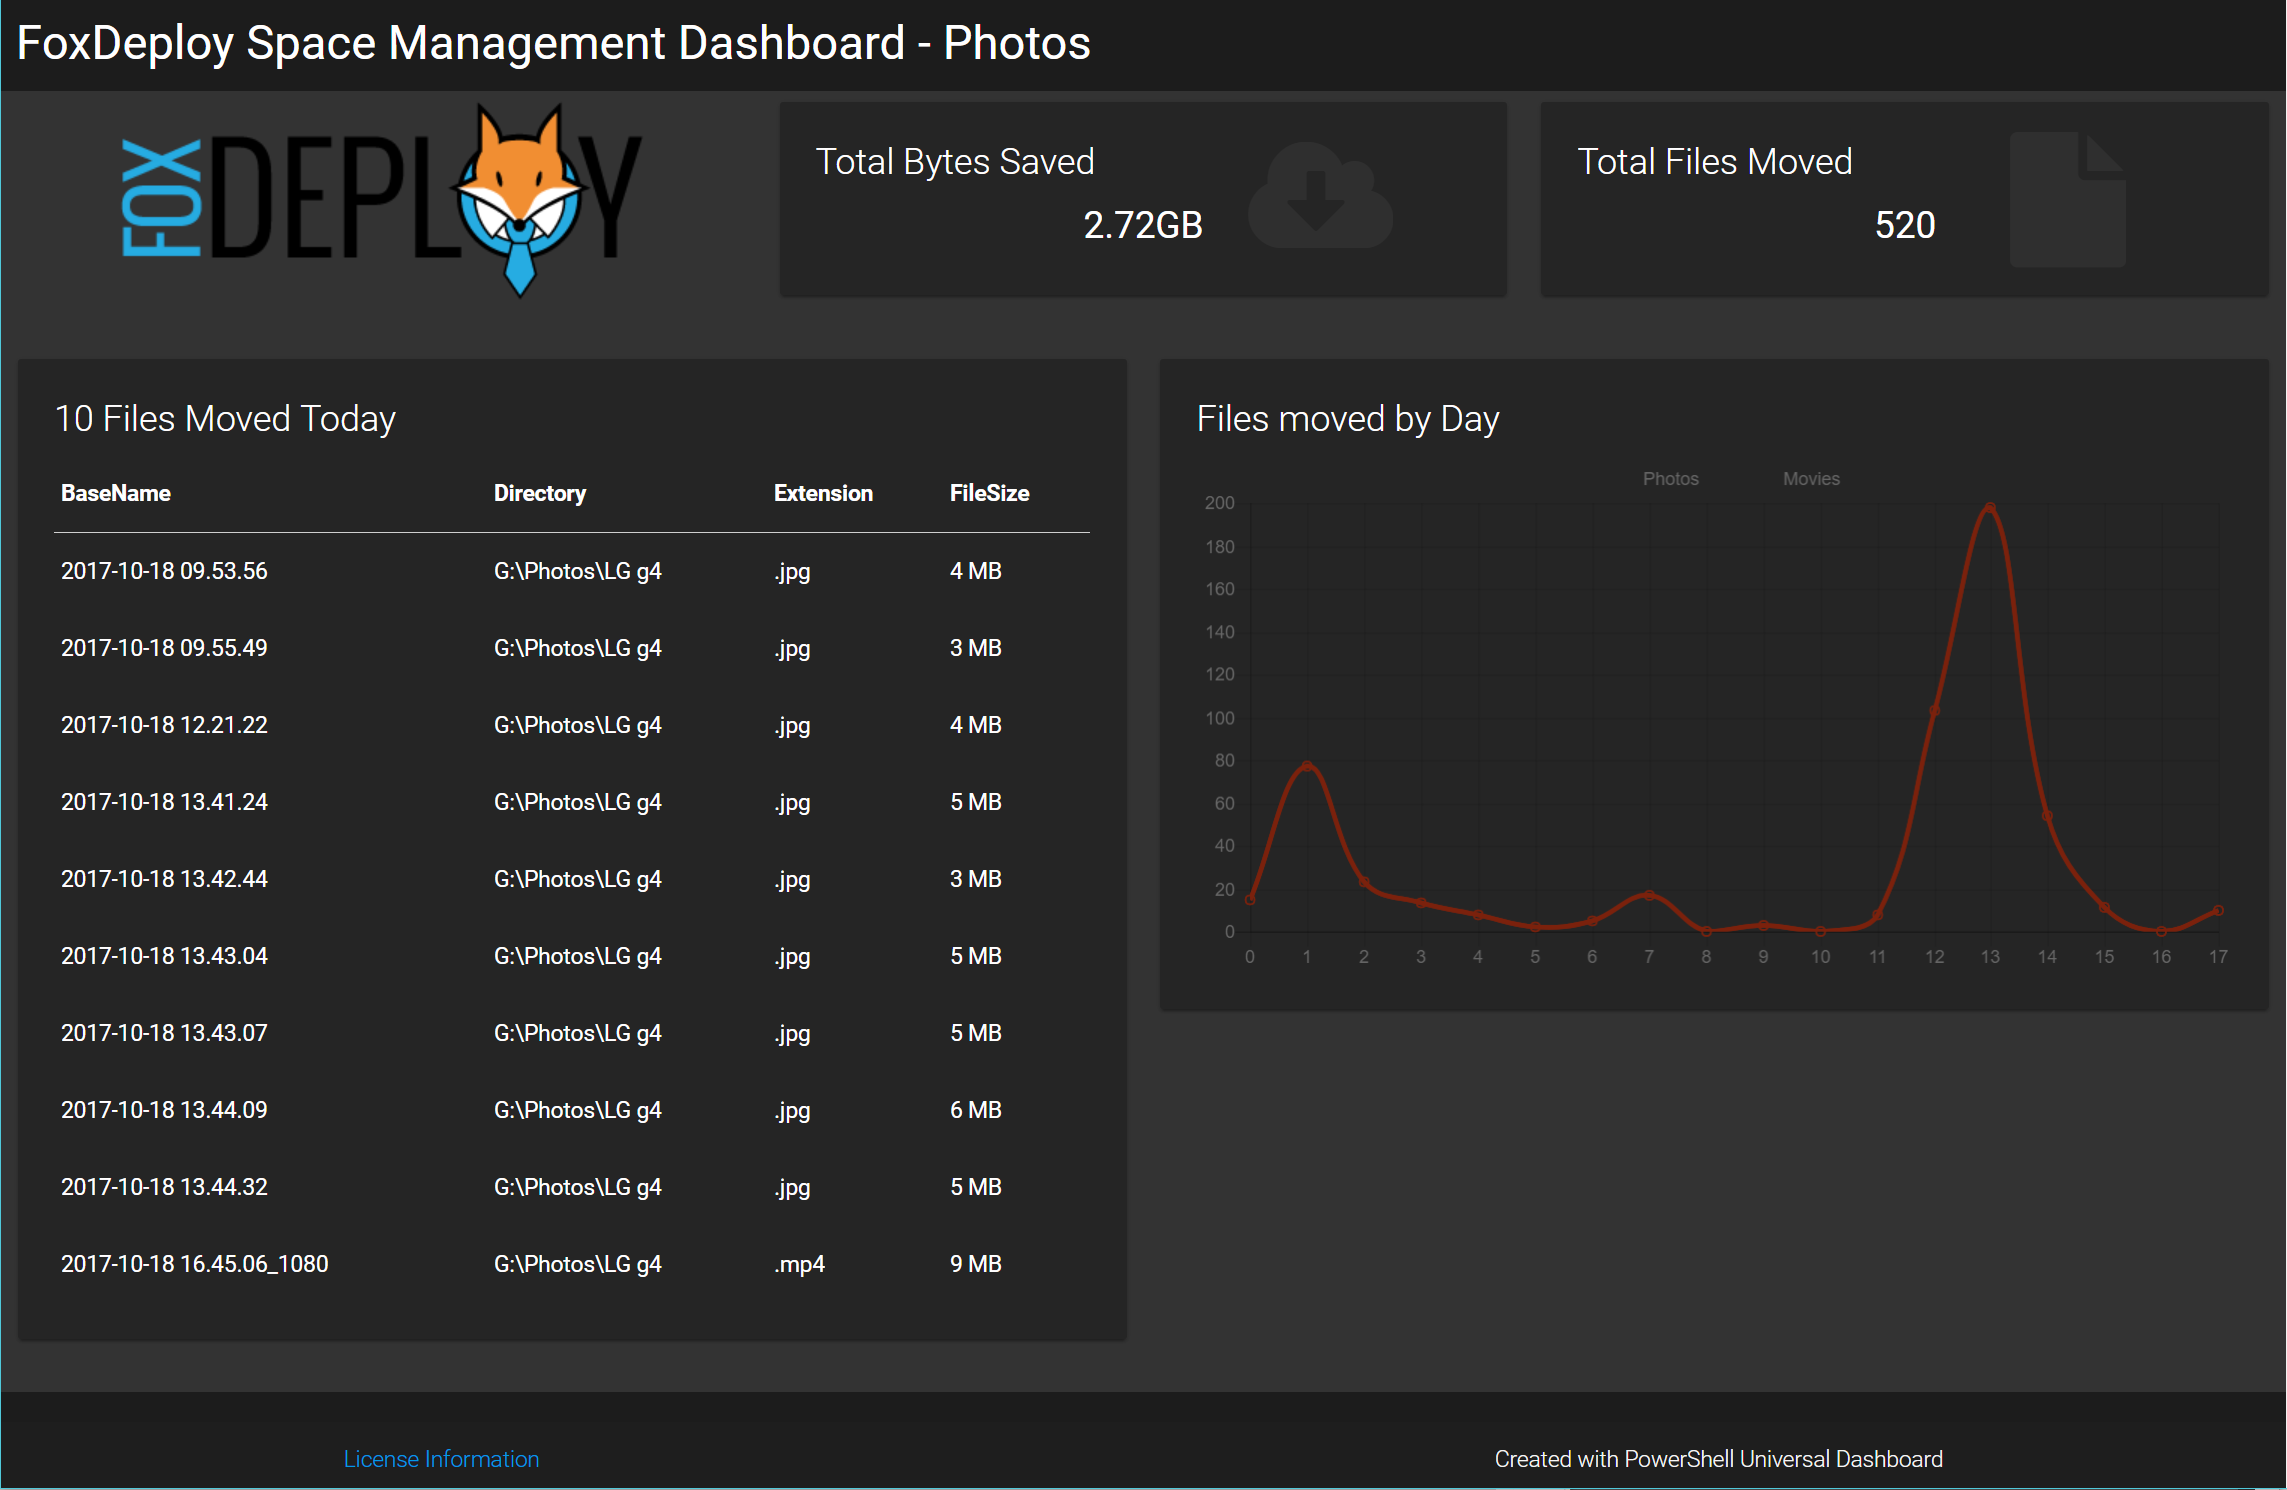 FoxDeploy Space Management Dashboard - Photos
FOX DEPLOY
Total Bytes Saved
2.72GB
Total Files Moved
520
10 Files Moved Today
BaseName Directory Extension FileSize
2017-10-18 09.53.56 G:\Photos\LG g4 .jpg 4 MB
2017-10-18 09.55.49 G:\Photos\LG g4 .jpg 3 MB
2017-10-18 12.21.22 G:\Photos\LG g4 .jpg 4 MB
2017-10-18 13.41.24 G:\Photos\LG g4 .jpg 5 MB
2017-10-18 13.42.44 G:\Photos\LG g4 .jpg 3 MB
2017-10-18 13.43.04 G:\Photos\LG g4 .jpg 5 MB
2017-10-18 13.43.07 G:\Photos\LG g4 .jpg 5 MB
2017-10-18 13.44.09 G:\Photos\LG g4 .jpg 6 MB
2017-10-18 13.44.32 G:\Photos\LG g4 .jpg 5 MB
2017-10-18 16.45.06_1080 G:\Photos\LG g4 .mp4 9 MB
Files moved by Day
Photos Movies
200
180
160
140
120
100
80
60
40
20
0
0 1 2 3 4 5 6 7 8 9 10 11 12 13 14 15 16 17
License Information
Created with PowerShell Universal Dashboard